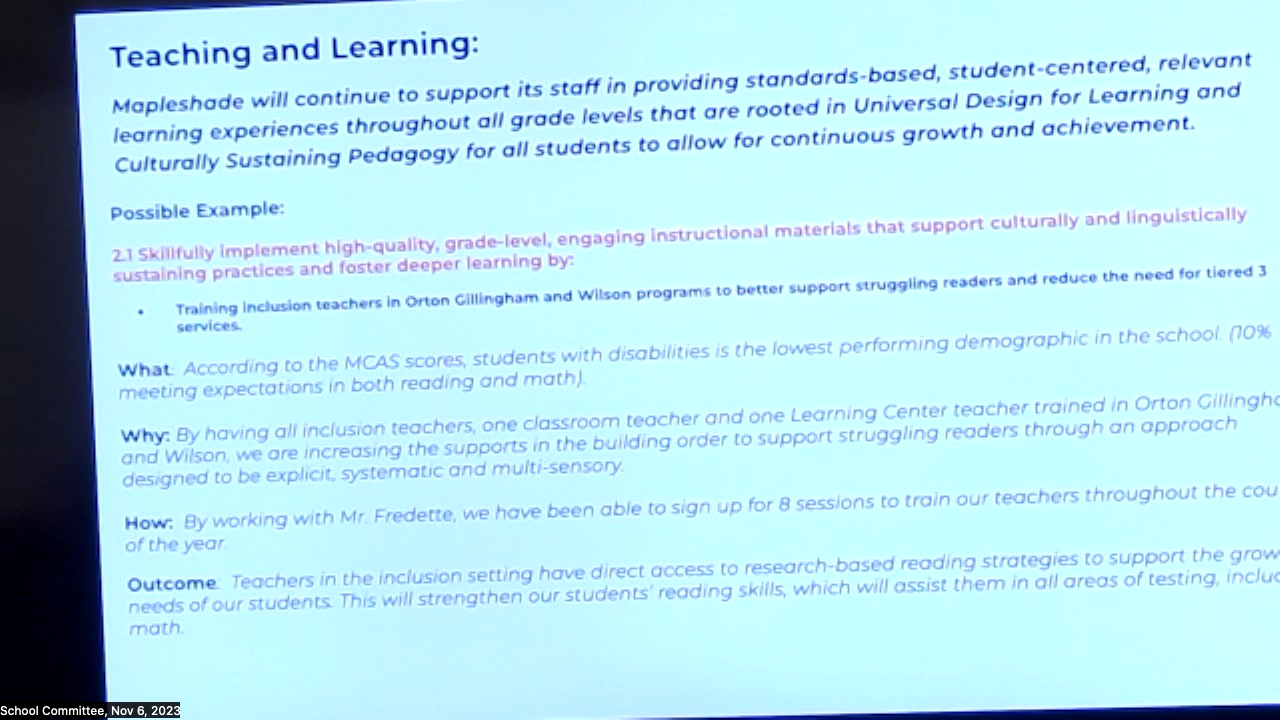 Teaching and Learning:
Mapleshade will continue to support its staff in providing standards-based, student-centered, relevant
learning experiences throughout all grade levels that are rooted in Universal Design for Learning and
Culturally Sustaining Pedagogy for all students to allow for continuous growth and achievement.
Possible Example:
2.1 Skillfully implement high-quality, grade-level, engaging instructional materials that support culturally and linguistically
sustaining practices and foster deeper learning by:
• Training inclusion teachers in Orton Gillingham and Wilson programs to better support struggling readers and reduce the need for tiered 3
services.
What: According to the MCAS scores, students with disabilities is the lowest performing demographic in the school. (10%
meeting expectations in both reading and math).
Why: By having all inclusion teachers, one classroom teacher and one Learning Center teacher trained in Orton Gillingha
and Wilson, we are increasing the supports in the building order to support struggling readers through an approach
designed to be explicit, systematic and multi-sensory.
How: By working with Mr. Fredette, we have been able to sign up for 8 sessions to train our teachers throughout the cou
of the year.
Outcome: Teachers in the inclusion setting have direct access to research-based reading strategies to support the grow
needs of our students. This will strengthen our students' reading skills, which will assist them in all areas of testing, includ
math.
School Committee, Nov 6, 2023